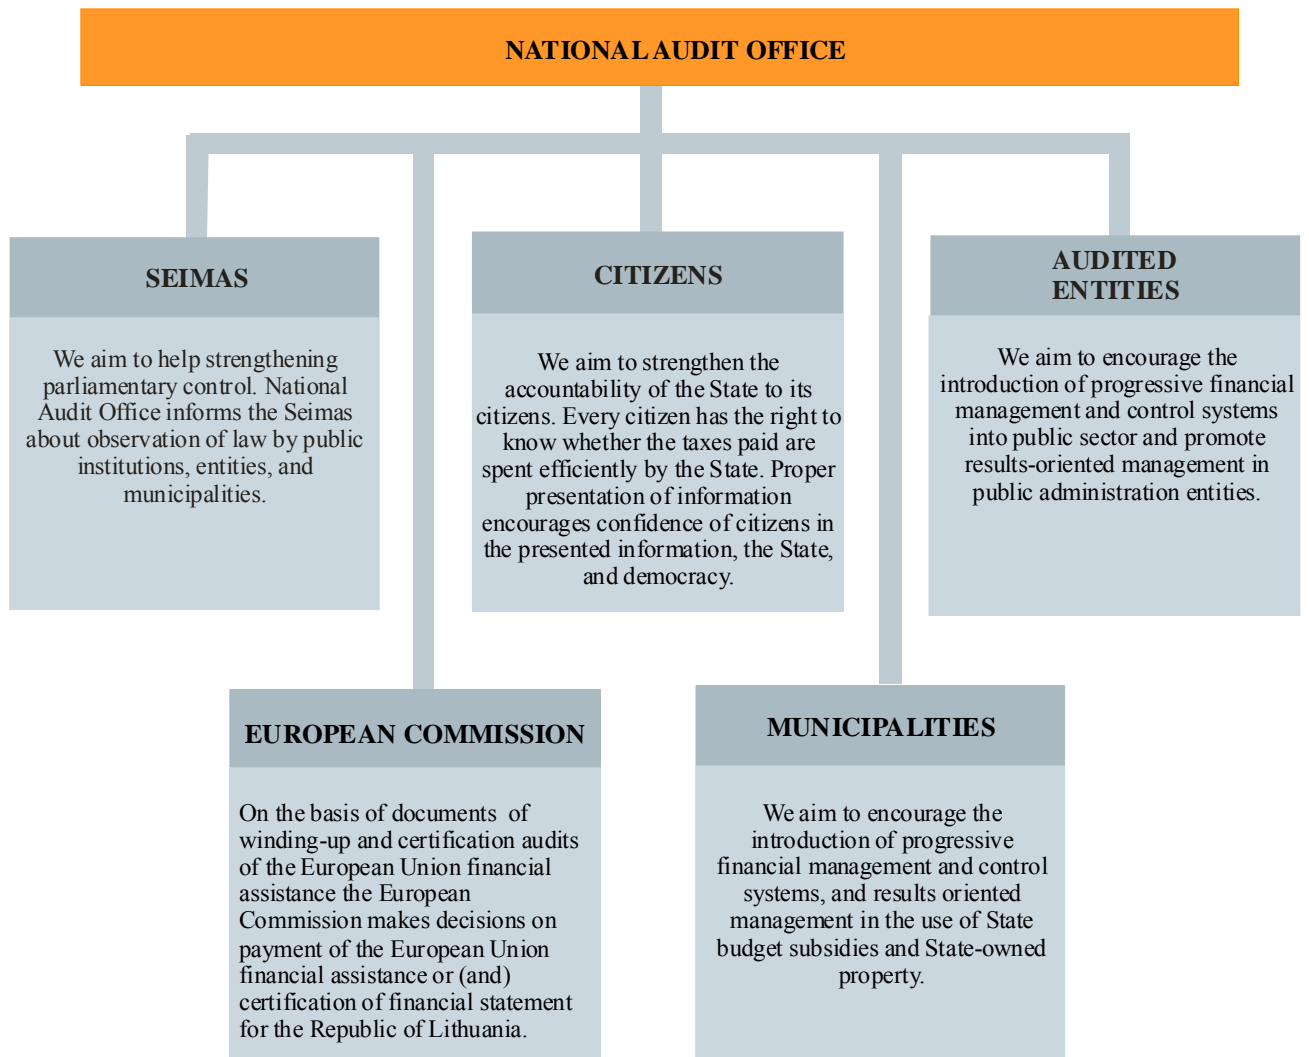 NATIONAL AUDIT OFFICE
SEIMAS
We aim to help strengthening
parliamentary control. National
Audit Office informs the Seimas
about observation of law by public
institutions, entities, and
municipalities.
CITIZENS
We aim to strengthen the
accountability of the State to its
citizens. Every citizen has the right to
know whether the taxes paid are
spent efficiently by the State. Proper
presentation of information
encourages confidence of citizens in
the presented information, the State,
and democracy.
AUDITED
ENTITIES
We aim to encourage the
introduction of progressive financial
management and control systems
into public sector and promote
results-oriented management in
public administration entities.
EUROPEAN COMMISSION
On the basis of documents of
winding-up and certification audits
of the European Union financial
assistance the European
Commission makes decisions on
payment of the European Union
financial assistance or (and)
certification of financial statement
for the Republic of Lithuania.
MUNICIPALITIES
We aim to encourage the
introduction of progressive
financial management and control
systems, and results oriented
management in the use of State
budget subsidies and State-owned
property.